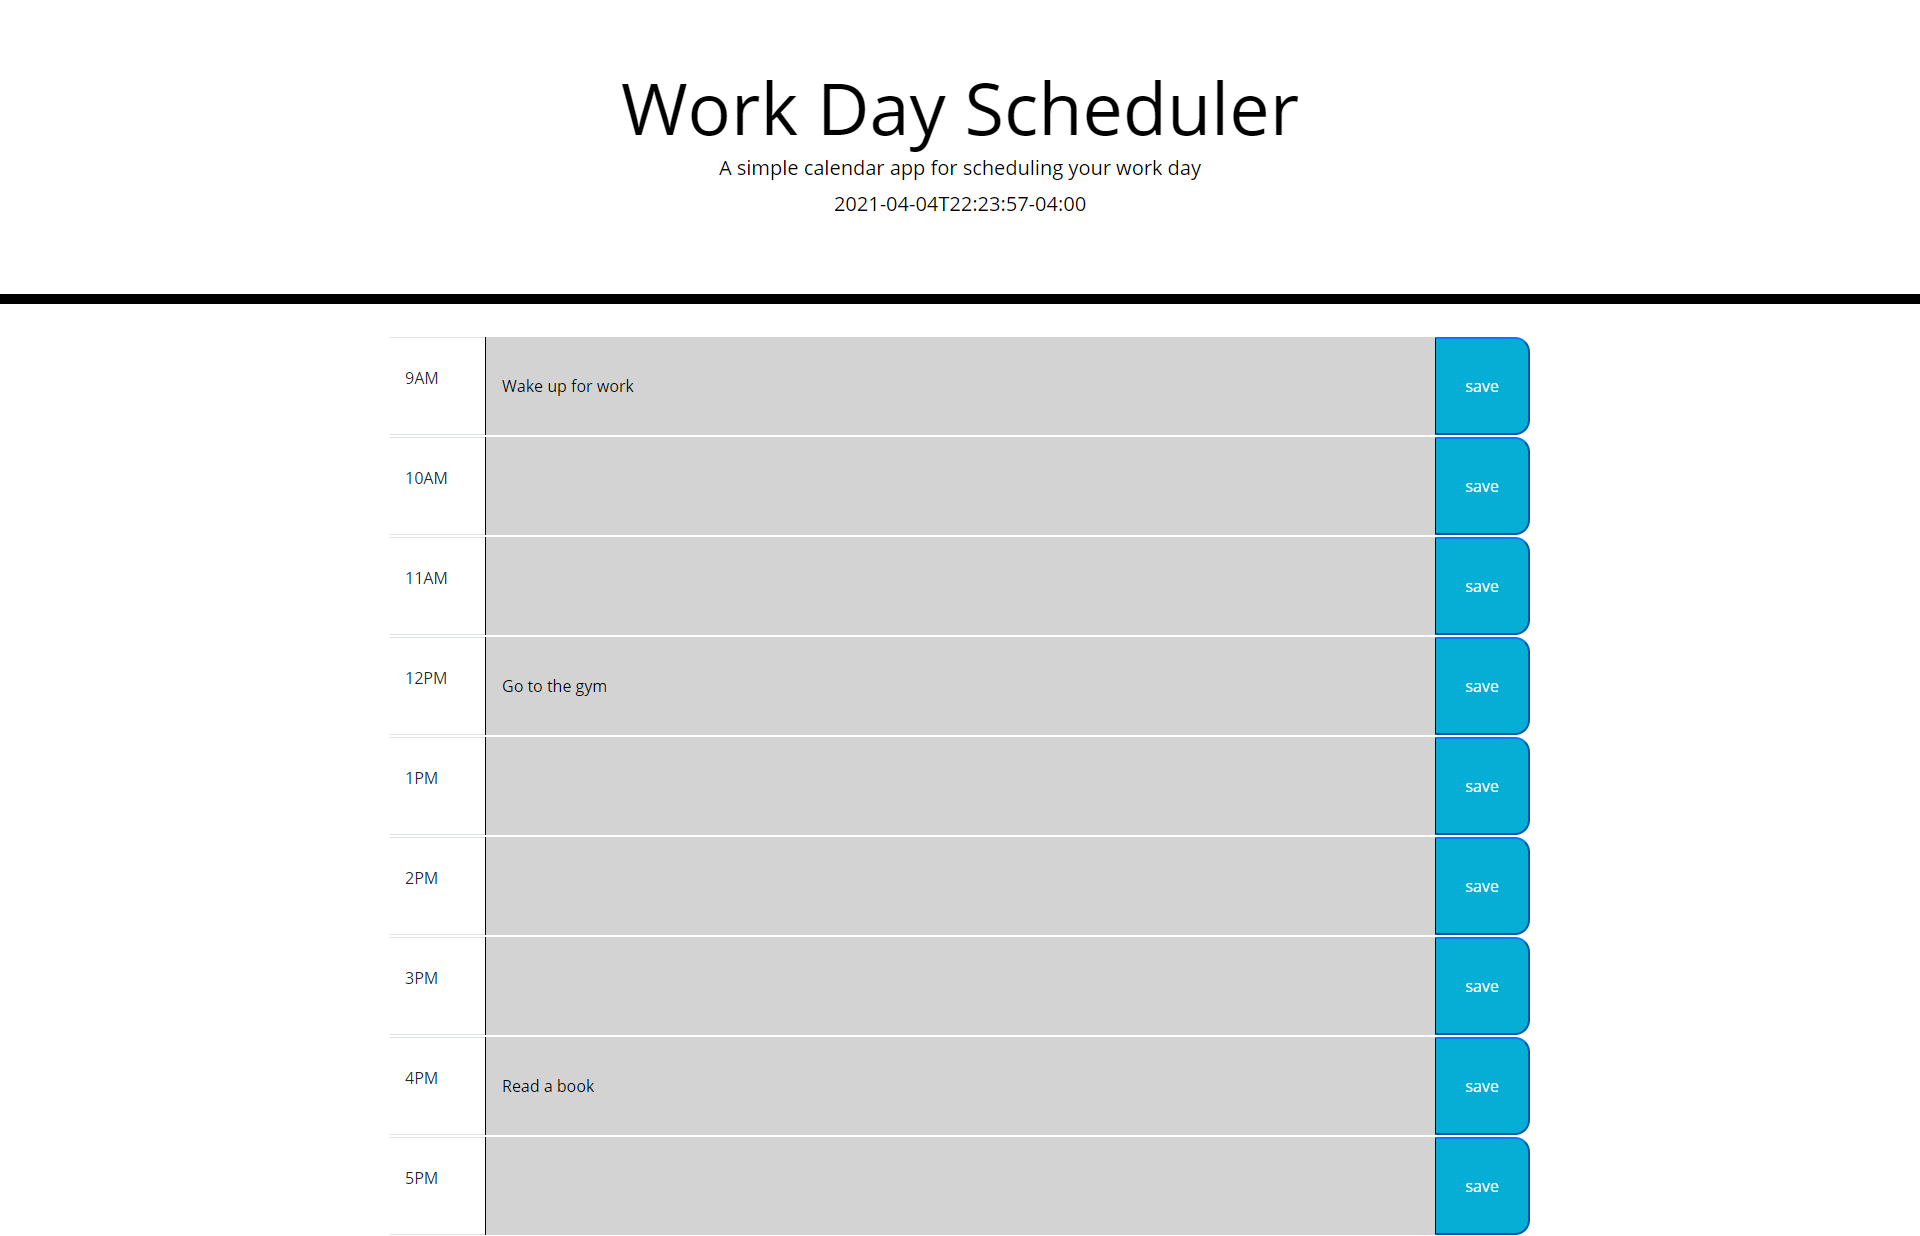 Work Day Scheduler
A simple calendar app for scheduling your work day
2021-04-04T22:23:57-04:00
9AM Wake up for work save
10AM save
11AM save
12PM Go to the gym save
1PM save
2PM save
3PM save
4PM Read a book save
5PM save